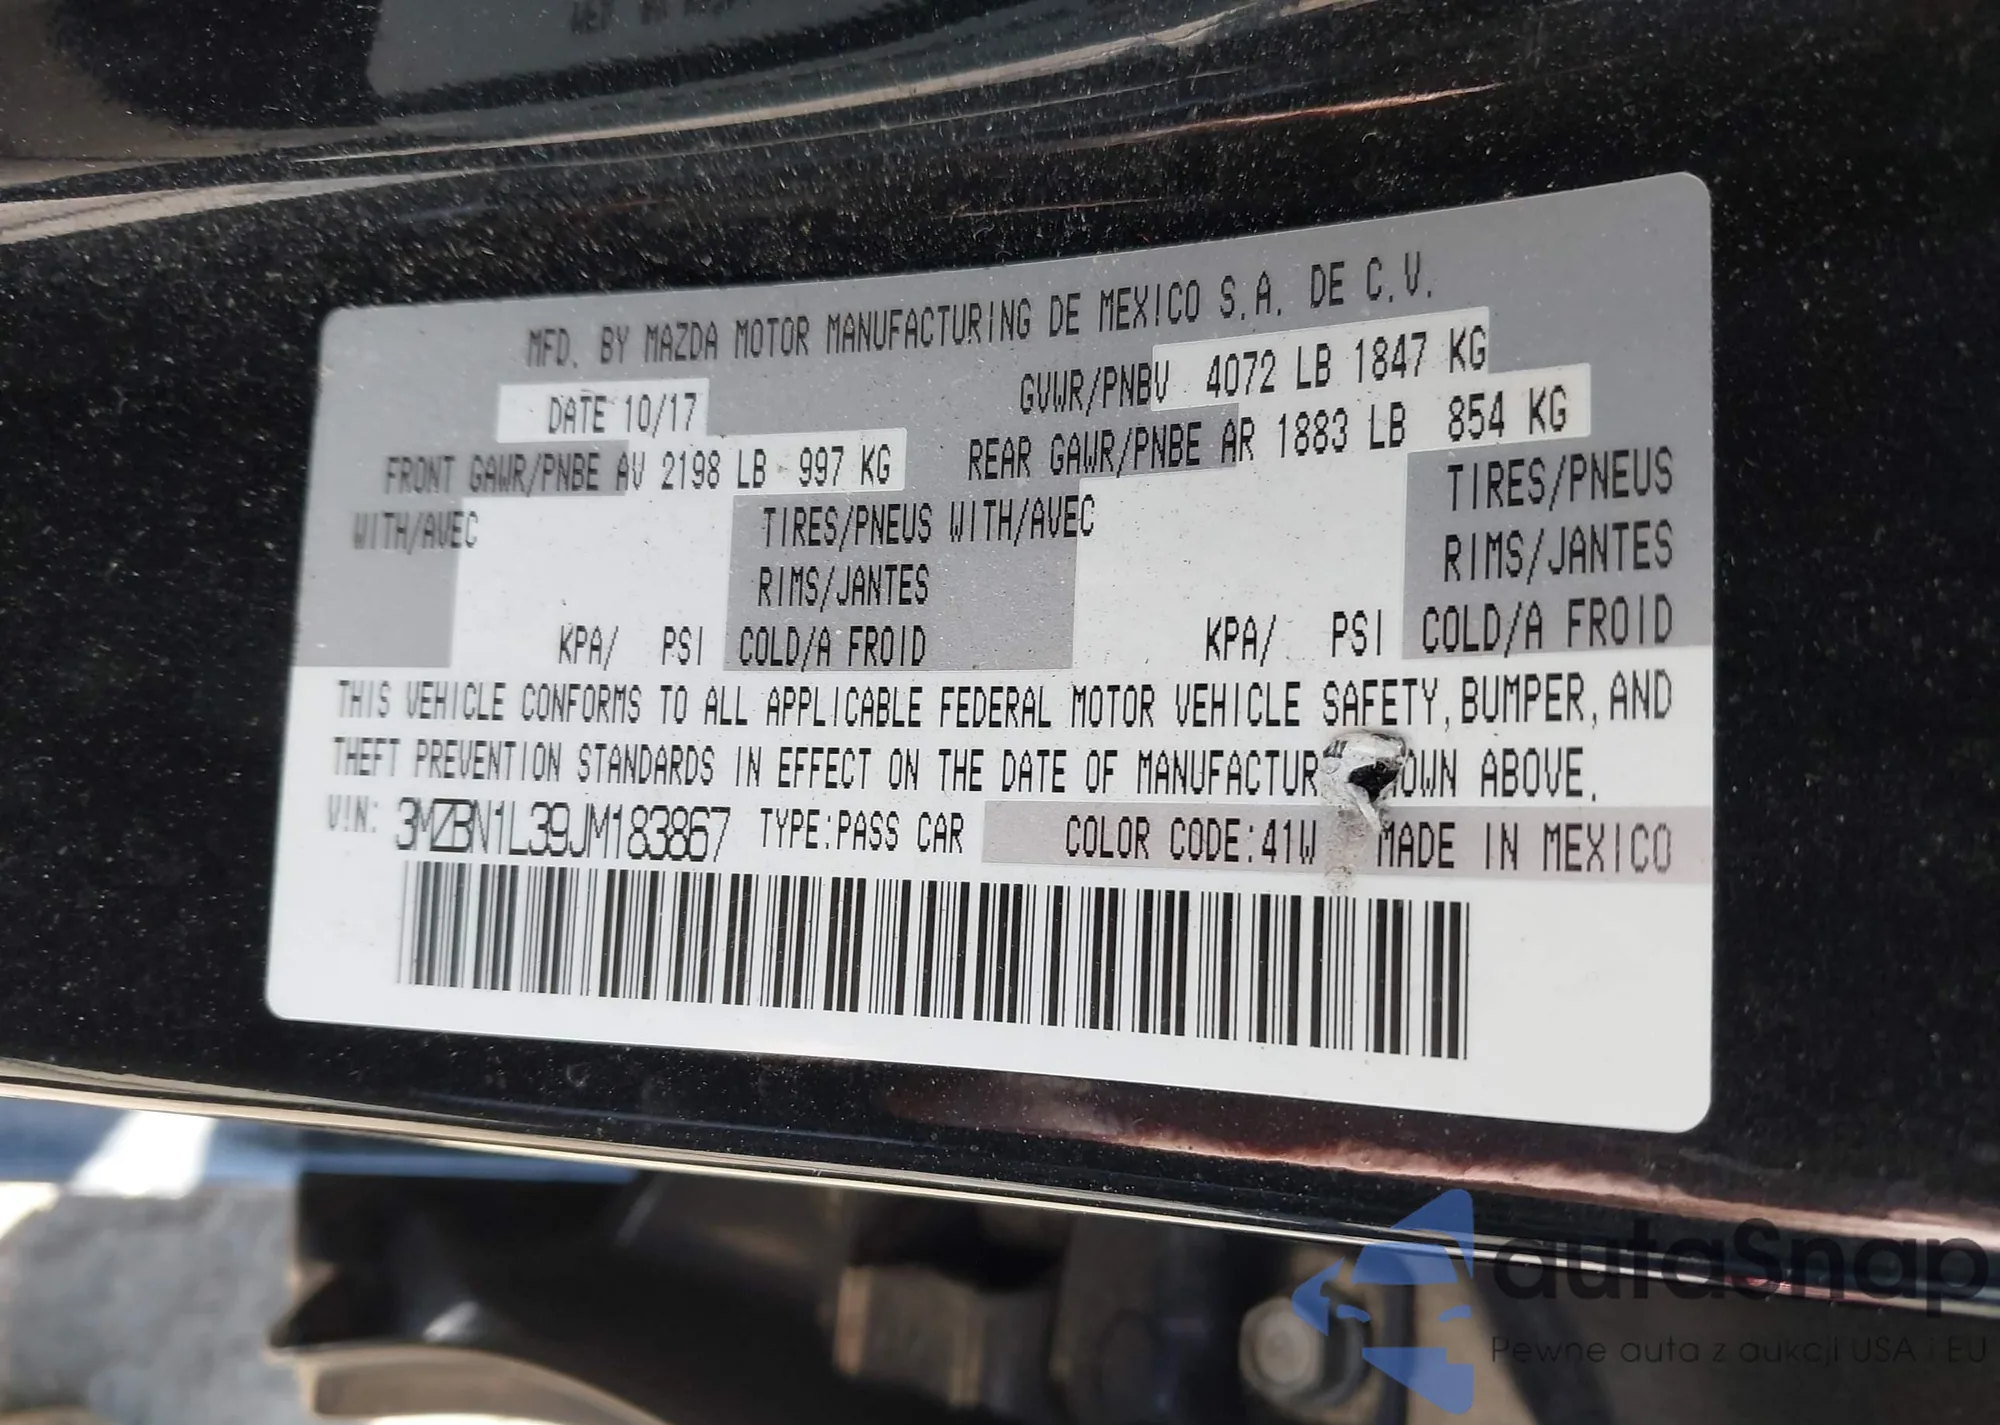 MFD. BY MAZDA MOTOR MANUFACTURING DE MEXICO S.A. DE C.V.
DATE 10/17 GVWR/PNBV 4072 LB 1847 KG
FRONT GAWR/PNBE AV 2198 LB 997 KG REAR GAWR/PNBE AR 1883 LB 854 KG
WITH/AVEC TIRES/PNEUS WITH/AVEC TIRES/PNEUS
RIMS/JANTES RIMS/JANTES
KPA/ PSI COLD/A FROID KPA/ PSI COLD/A FROID
THIS VEHICLE CONFORMS TO ALL APPLICABLE FEDERAL MOTOR VEHICLE SAFETY, BUMPER, AND
THEFT PREVENTION STANDARDS IN EFFECT ON THE DATE OF MANUFACTUR OWN ABOVE.
VIN: 3MZBN1L39JM183867 TYPE:PASS CAR COLOR CODE:41W MADE IN MEXICO
autaSnap
Pewne auta z aukcji USA i EU